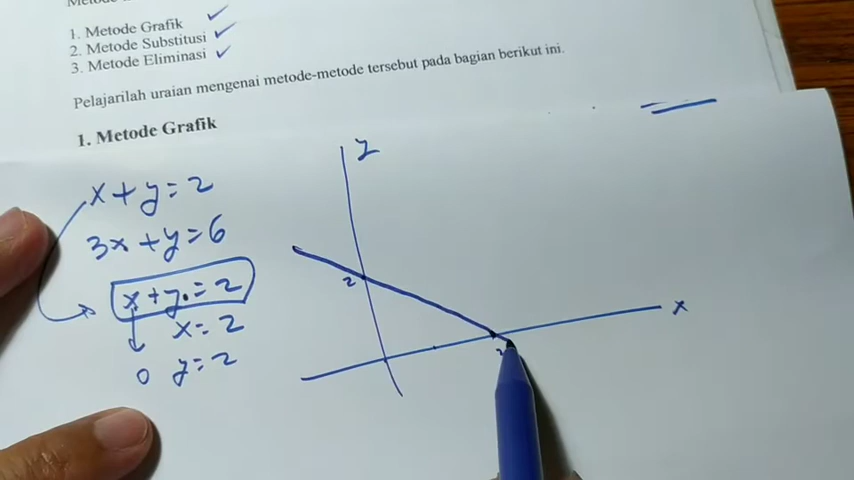 1. Metode Grafik
2. Metode Substitusi
3. Metode Eliminasi
Pelajarilah uraian mengenai metode-metode tersebut pada bagian berikut ini.
1. Metode Grafik
x + y = 2
3x + y = 6
x + y = 2
x = 2
0 y = 2
y
2
x
2